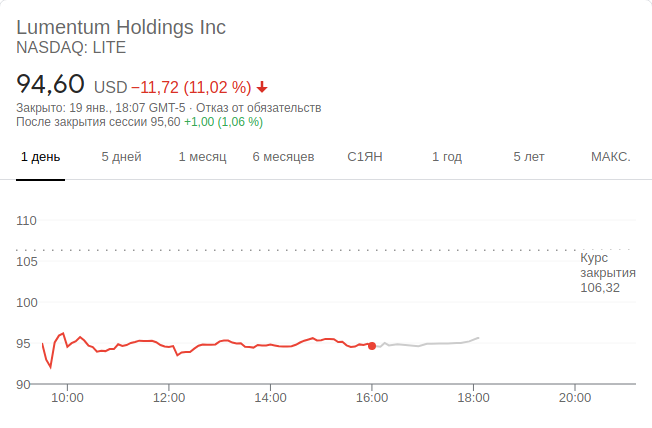 Lumentum Holdings Inc
NASDAQ: LITE
94,60 USD −11,72 (11,02 %)
Закрыто: 19 янв., 18:07 GMT-5 · Отказ от обязательств
После закрытия сессии 95,60 +1,00 (1,06 %)
1 день 5 дней 1 месяц 6 месяцев С1ЯН 1 год 5 лет МАКС.
110
105
100
95
90
Курс
закрытия
106,32
10:00 12:00 14:00 16:00 18:00 20:00